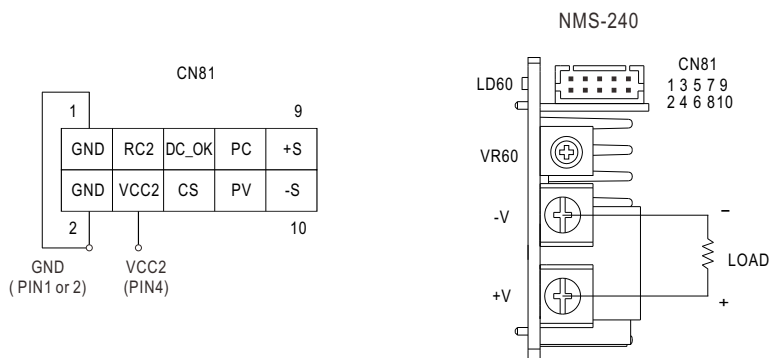 NMS-240
CN81
1 9
GND RC2 DC_OK PC +S
GND VCC2 CS PV -S
2 10
GND
( PIN1 or 2)
VCC2
(PIN4)
LD60
CN81
1 3 5 7 9
2 4 6 8 10
VR60
-V
+V
−
LOAD
+